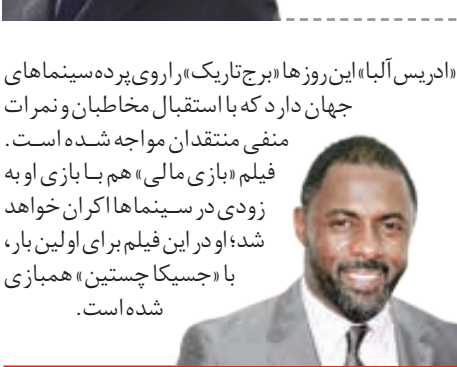 «ادریس آلبا» این روزها «برج تاریک» را روی پرده سینماهای
جهان دارد که با استقبال مخاطبان و نمرات
منفی منتقدان مواجه شده است.
فیلم «بازی مالی» هم با بازی او به
زودی در سینماها اکران خواهد
شد؛ او در این فیلم برای اولین بار،
با «جسیکا چستین» همبازی
شده است.